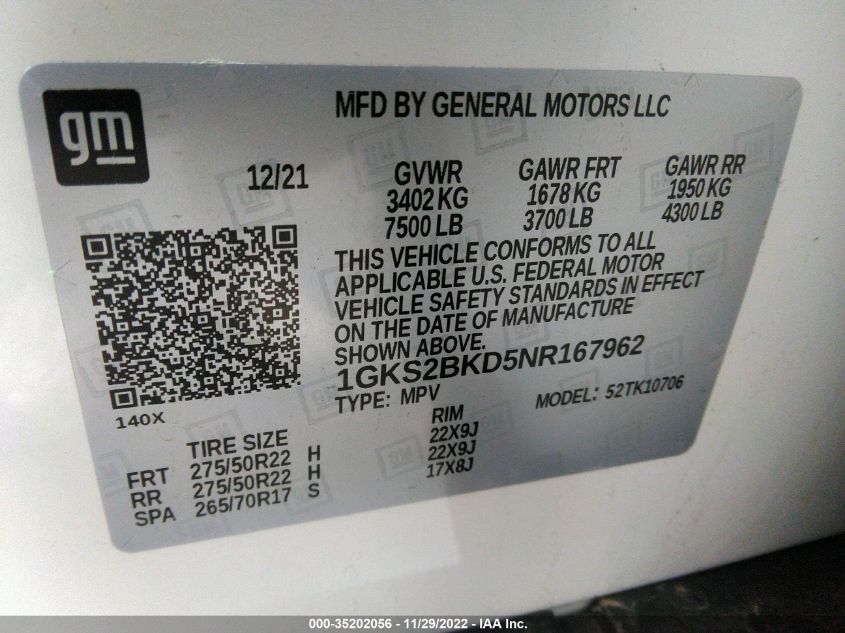 gm
MFD BY GENERAL MOTORS LLC
12/21
GVWR GAWR FRT GAWR RR
3402 KG 1678 KG 1950 KG
7500 LB 3700 LB 4300 LB
THIS VEHICLE CONFORMS TO ALL
APPLICABLE U.S. FEDERAL MOTOR
VEHICLE SAFETY STANDARDS IN EFFECT
ON THE DATE OF MANUFACTURE
SHOWN ABOVE.
1GKS2BKD5NR167962
TYPE: MPV MODEL: 52TK10706
140X
TIRE SIZE RIM
FRT 275/50R22 H 22X9J
RR 275/50R22 H 22X9J
SPA 265/70R17 S 17X8J
000-35202056 - 11/29/2022 - IAA Inc.